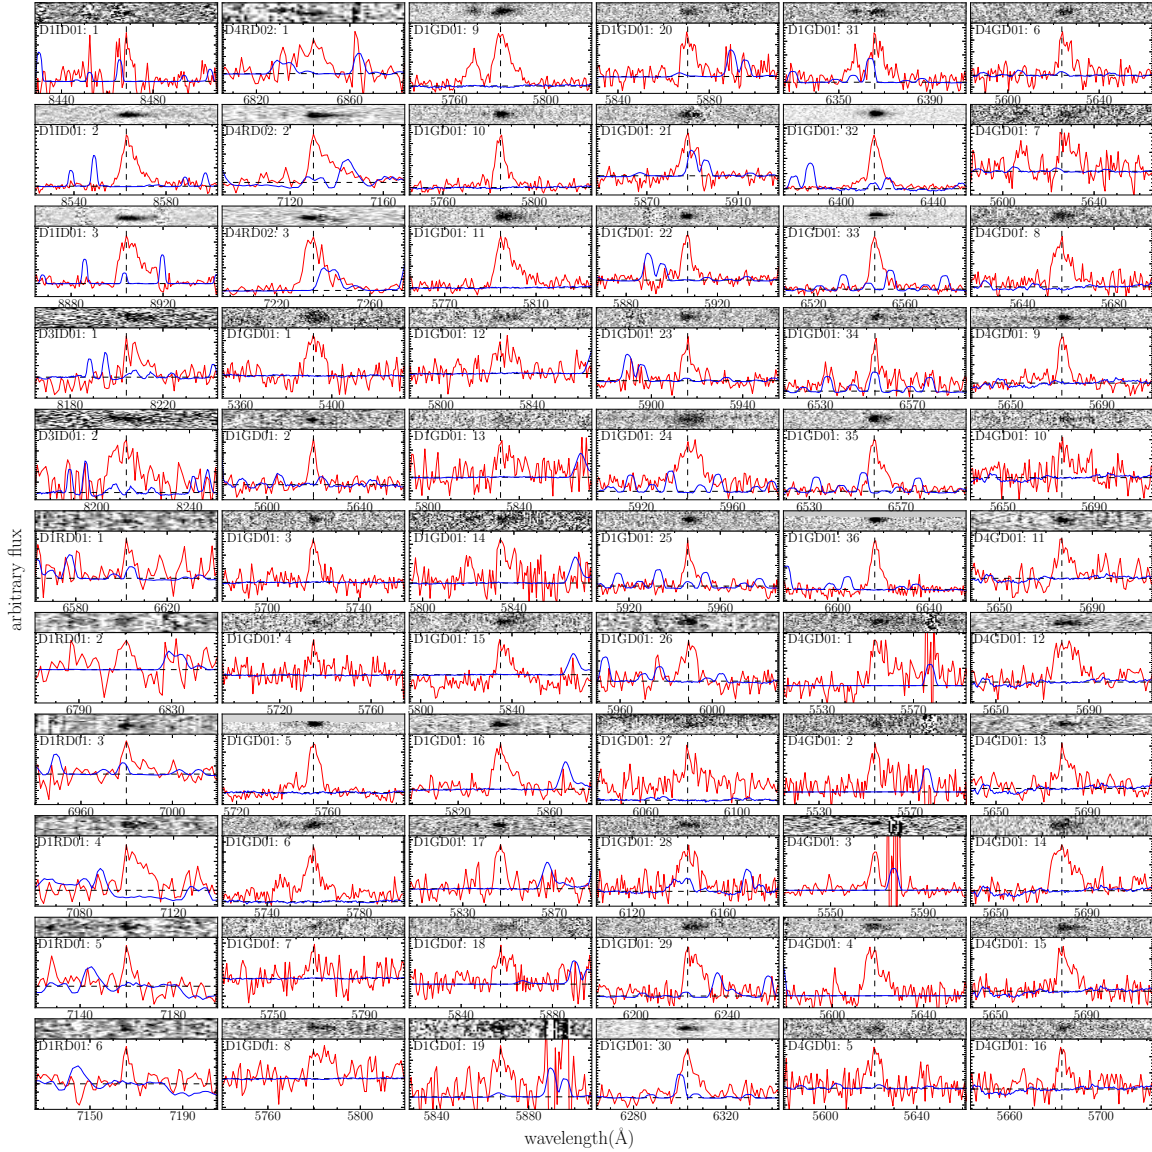 D1ID01: 1 D4RD02: 1 D1GD01: 9 D1GD01: 20 D1GD01: 31 D4GD01: 6
8440 8480 6820 6860 5760 5800 5840 5880 6350 6390 5600 5640
D1ID01: 2 D4RD02: 2 D1GD01: 10 D1GD01: 21 D1GD01: 32 D4GD01: 7
8540 8580 7120 7160 5760 5800 5870 5910 6400 6440 5600 5640
D1ID01: 3 D4RD02: 3 D1GD01: 11 D1GD01: 22 D1GD01: 33 D4GD01: 8
8880 8920 7220 7260 5770 5810 5880 5920 6520 6560 5640 5680
D3ID01: 1 D1GD01: 1 D1GD01: 12 D1GD01: 23 D1GD01: 34 D4GD01: 9
8180 8220 5360 5400 5800 5840 5900 5940 6530 6570 5650 5690
D3ID01: 2 D1GD01: 2 D1GD01: 13 D1GD01: 24 D1GD01: 35 D4GD01: 10
8200 8240 5600 5640 5800 5840 5920 5960 6530 6570 5650 5690
D1RD01: 1 D1GD01: 3 D1GD01: 14 D1GD01: 25 D1GD01: 36 D4GD01: 11
6580 6620 5700 5740 5800 5840 5920 5960 6600 6640 5650 5690
arbitrary flux
D1RD01: 2 D1GD01: 4 D1GD01: 15 D1GD01: 26 D4GD01: 1 D4GD01: 12
6790 6830 5720 5760 5800 5840 5960 6000 5530 5570 5650 5690
D1RD01: 3 D1GD01: 5 D1GD01: 16 D1GD01: 27 D4GD01: 2 D4GD01: 13
6960 7000 5720 5760 5820 5860 6060 6100 5530 5570 5650 5690
D1RD01: 4 D1GD01: 6 D1GD01: 17 D1GD01: 28 D4GD01: 3 D4GD01: 14
7080 7120 5740 5780 5830 5870 6120 6160 5550 5590 5650 5690
D1RD01: 5 D1GD01: 7 D1GD01: 18 D1GD01: 29 D4GD01: 4 D4GD01: 15
7140 7180 5750 5790 5840 5880 6200 6240 5600 5640 5650 5690
D1RD01: 6 D1GD01: 8 D1GD01: 19 D1GD01: 30 D4GD01: 5 D4GD01: 16
7150 7190 5760 5800 5840 5880 6280 6320 5600 5640 5660 5700
wavelength(Å)